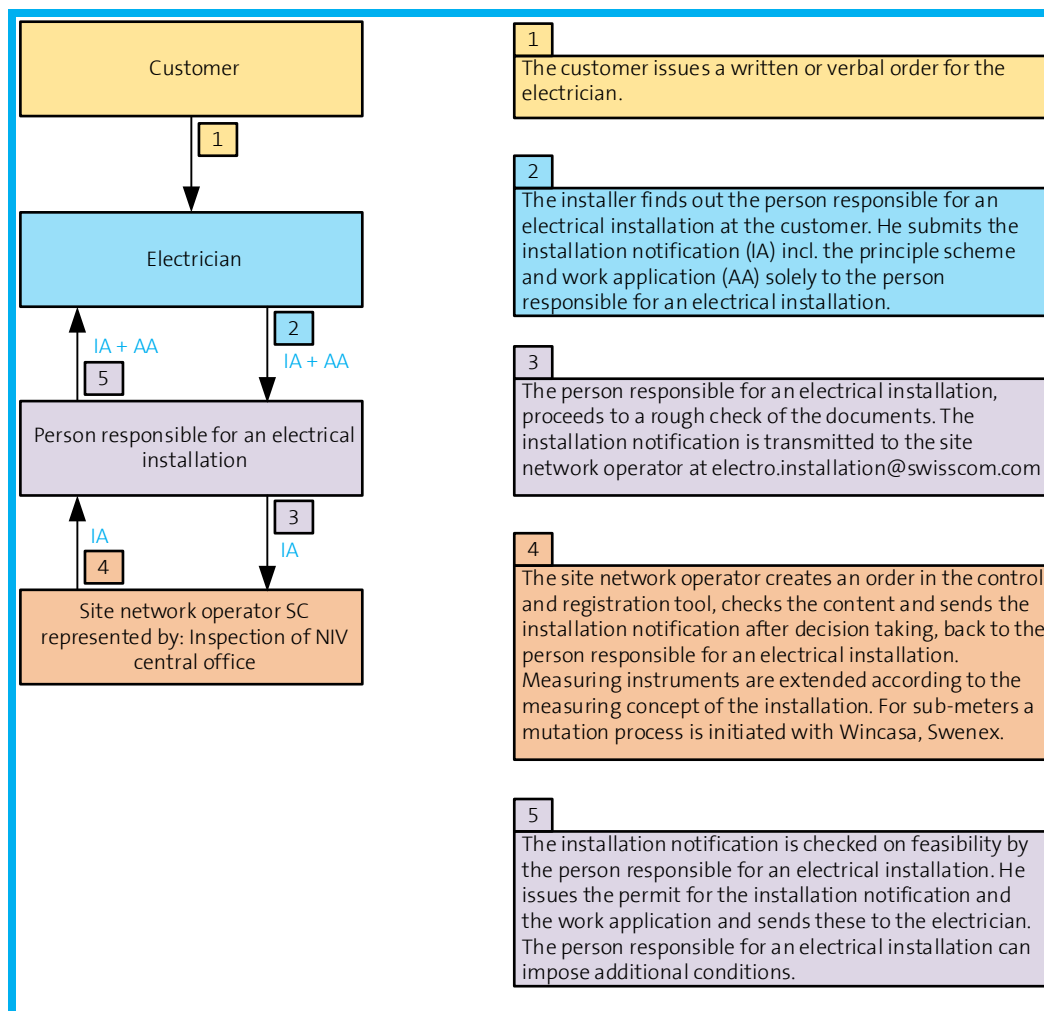 Customer
1
Electrician
2
IA + AA
IA + AA
5
Person responsible for an electrical
installation
3
IA
IA
4
Site network operator SC
represented by: Inspection of NIV
central office
1
The customer issues a written or verbal order for the
electrician.
2
The installer finds out the person responsible for an
electrical installation at the customer. He submits the
installation notification (IA) incl. the principle scheme
and work application (AA) solely to the person
responsible for an electrical installation.
3
The person responsible for an electrical installation,
proceeds to a rough check of the documents. The
installation notification is transmitted to the site
network operator at electro.installation@swisscom.com
4
The site network operator creates an order in the control
and registration tool, checks the content and sends the
installation notification after decision taking, back to the
person responsible for an electrical installation.
Measuring instruments are extended according to the
measuring concept of the installation. For sub-meters a
mutation process is initiated with Wincasa, Swenex.
5
The installation notification is checked on feasibility by
the person responsible for an electrical installation. He
issues the permit for the installation notification and
the work application and sends these to the electrician.
The person responsible for an electrical installation can
impose additional conditions.